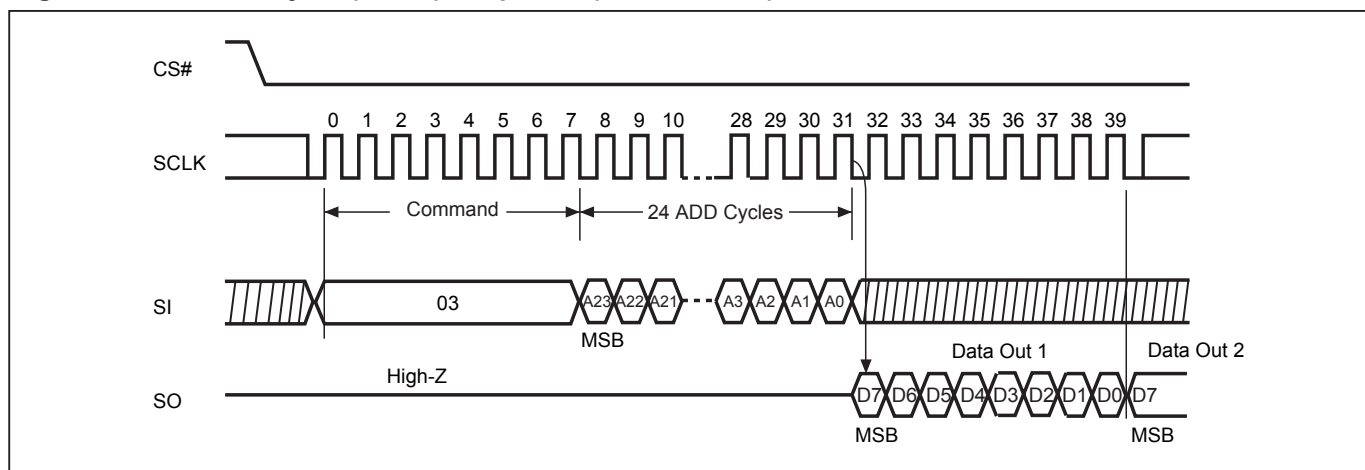 CS#
0 1 2 3 4 5 6 7 8 9 10 28 29 30 31 32 33 34 35 36 37 38 39
SCLK
Command 24 ADD Cycles
SI 03 A23 A22 A21 A3 A2 A1 A0
MSB
Data Out 1 Data Out 2
High-Z
SO D7 D6 D5 D4 D3 D2 D1 D0 D7
MSB MSB